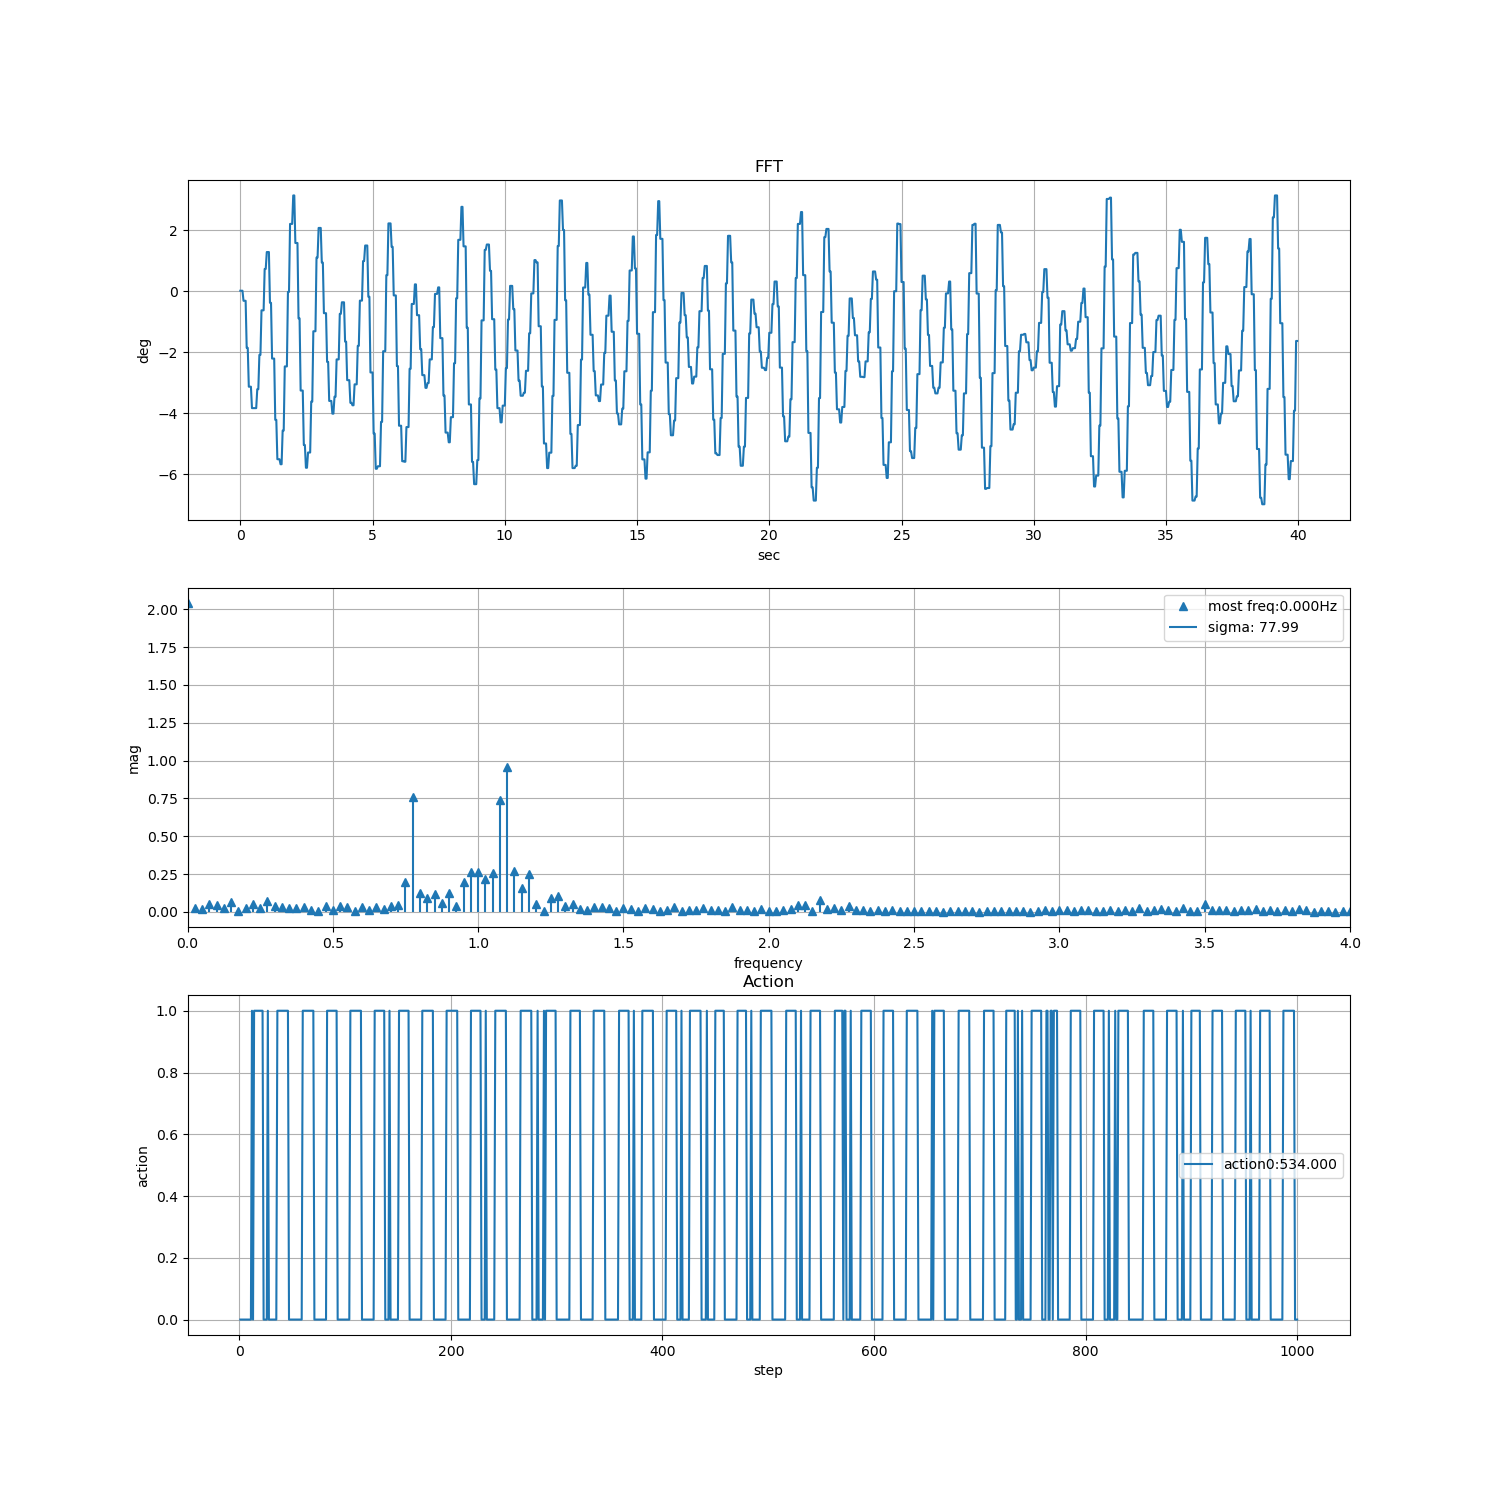 FFT
2
0
−2
−4
−6
deg
0 5 10 15 20 25 30 35 40
sec
2.00
1.75
1.50
1.25
1.00
0.75
0.50
0.25
0.00
mag
most freq:0.000Hz
sigma: 77.99
0.0 0.5 1.0 1.5 2.0 2.5 3.0 3.5 4.0
frequency
Action
1.0
0.8
0.6
0.4
0.2
0.0
action
action0:534.000
0 200 400 600 800 1000
step